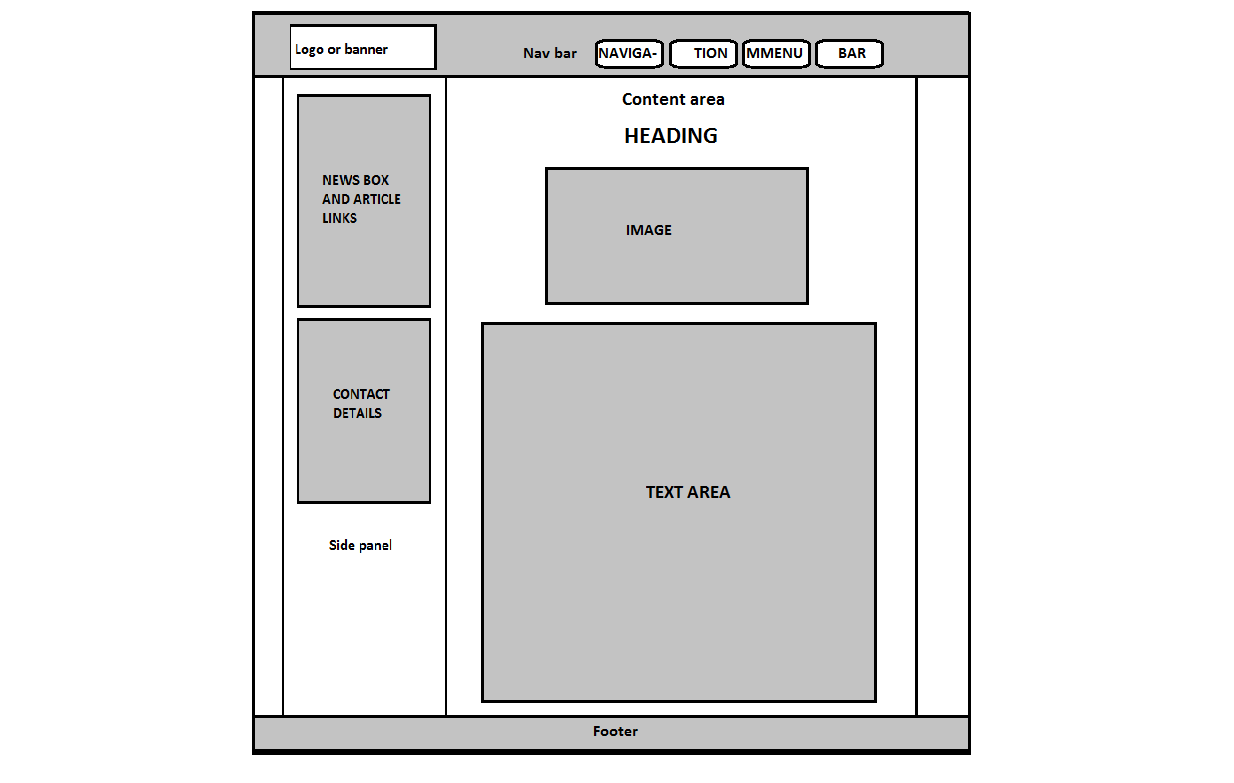 Logo or banner
Nav bar
NAVIGA-
TION
MMENU
BAR
Content area
HEADING
NEWS BOX
AND ARTICLE
LINKS
IMAGE
CONTACT
DETAILS
TEXT AREA
Side panel
Footer